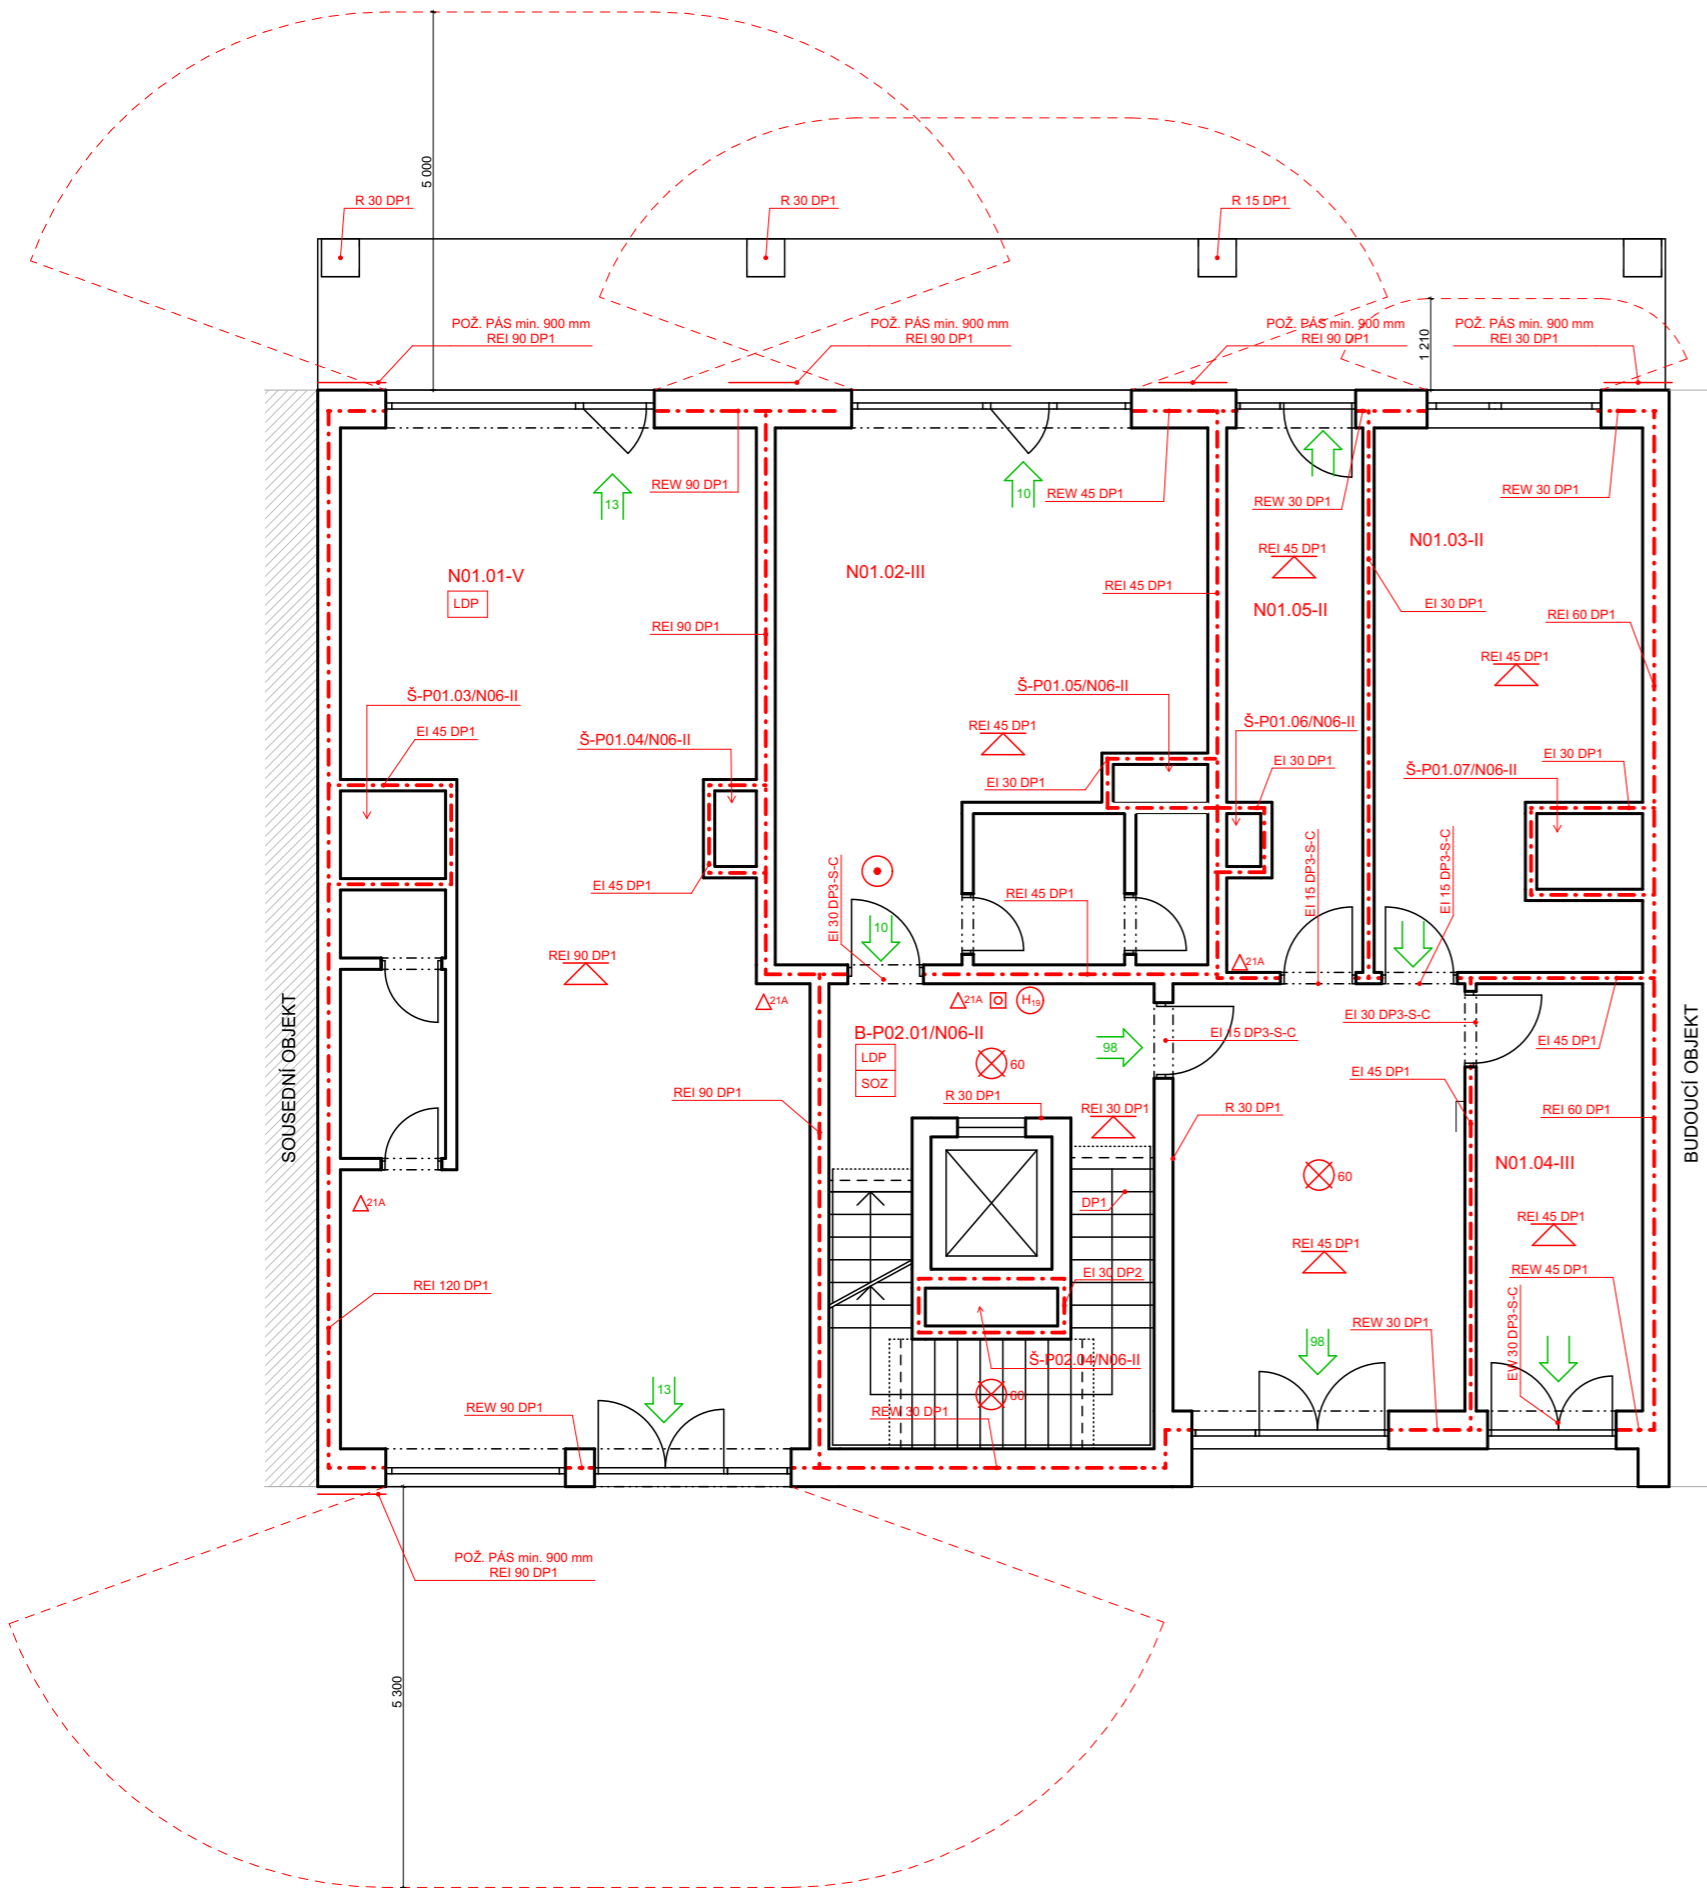 5 000
R 30 DP1
R 30 DP1
R 15 DP1
POŽ. PÁS min. 900 mm
REI 90 DP1
POŽ. PÁS min. 900 mm
REI 90 DP1
POŽ. PÁS min. 900 mm
REI 90 DP1
1 210
POŽ. PÁS min. 900 mm
REI 30 DP1
13
REW 90 DP1
10
REW 45 DP1
REW 30 DP1
REW 30 DP1
N01.01-V
LDP
N01.02-III
REI 45 DP1
REI 45 DP1
N01.05-II
N01.03-II
EI 30 DP1
REI 60 DP1
REI 90 DP1
REI 45 DP1
Š-P01.03/N06-II
EI 45 DP1
Š-P01.04/N06-II
Š-P01.05/N06-II
REI 45 DP1
EI 30 DP1
Š-P01.06/N06-II
EI 30 DP1
Š-P01.07/N06-II
EI 30 DP1
EI 45 DP1
EI 30 DP3-S-C
REI 45 DP1
EI 15 DP3-S-C
EI 15 DP3-S-C
10
REI 90 DP1
21A
21A
21A
H19
SOUSEDNÍ OBJEKT
BUDOUCÍ OBJEKT
B-P02.01/N06-II
LDP
SOZ
60
98
EI 15 DP3-S-C
EI 30 DP3-S-C
EI 45 DP1
EI 45 DP1
REI 90 DP1
R 30 DP1
REI 30 DP1
R 30 DP1
REI 60 DP1
N01.04-III
60
21A
DP1
REI 45 DP1
REI 45 DP1
REI 120 DP1
EI 30 DP2
REW 45 DP1
EW 30 DP3-S-C
REW 30 DP1
98
Š-P02.04/N06-II
60
13
REW 90 DP1
REW 30 DP1
POŽ. PÁS min. 900 mm
REI 90 DP1
5 300